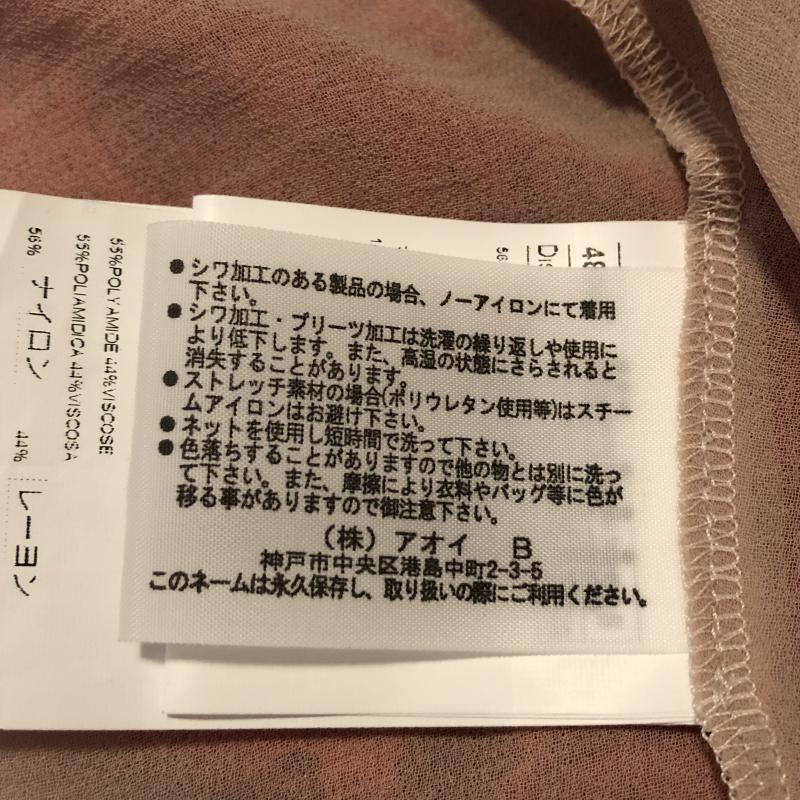 ●シワ加工のある製品の場合、ノーアイロンにて着用
下さい。
●シワ加工・プリーツ加工は洗濯の繰り返しや使用に
より低下します。また、高温の状態にさらされると
消失することがあります。
●ストレッチ素材の場合(ポリウレタン使用等)はスチー
ムアイロンはお避け下さい。
●ネットを使用し短時間で洗って下さい。
●色落ちすることがありますので他の物とは別に洗っ
て下さい。また、摩擦により衣料やバッグ等に色が
移る事がありますので御注意下さい。
(株) アオイ B
神戸市中央区港島中町2-3-5
このネームは永久保存し、取り扱いの際にご利用ください。
55%POLYAMIDE 44%VISCOSE
55%POLIAMIDICA 44%VISCOSA
56% ナイロン 44% レーヨン